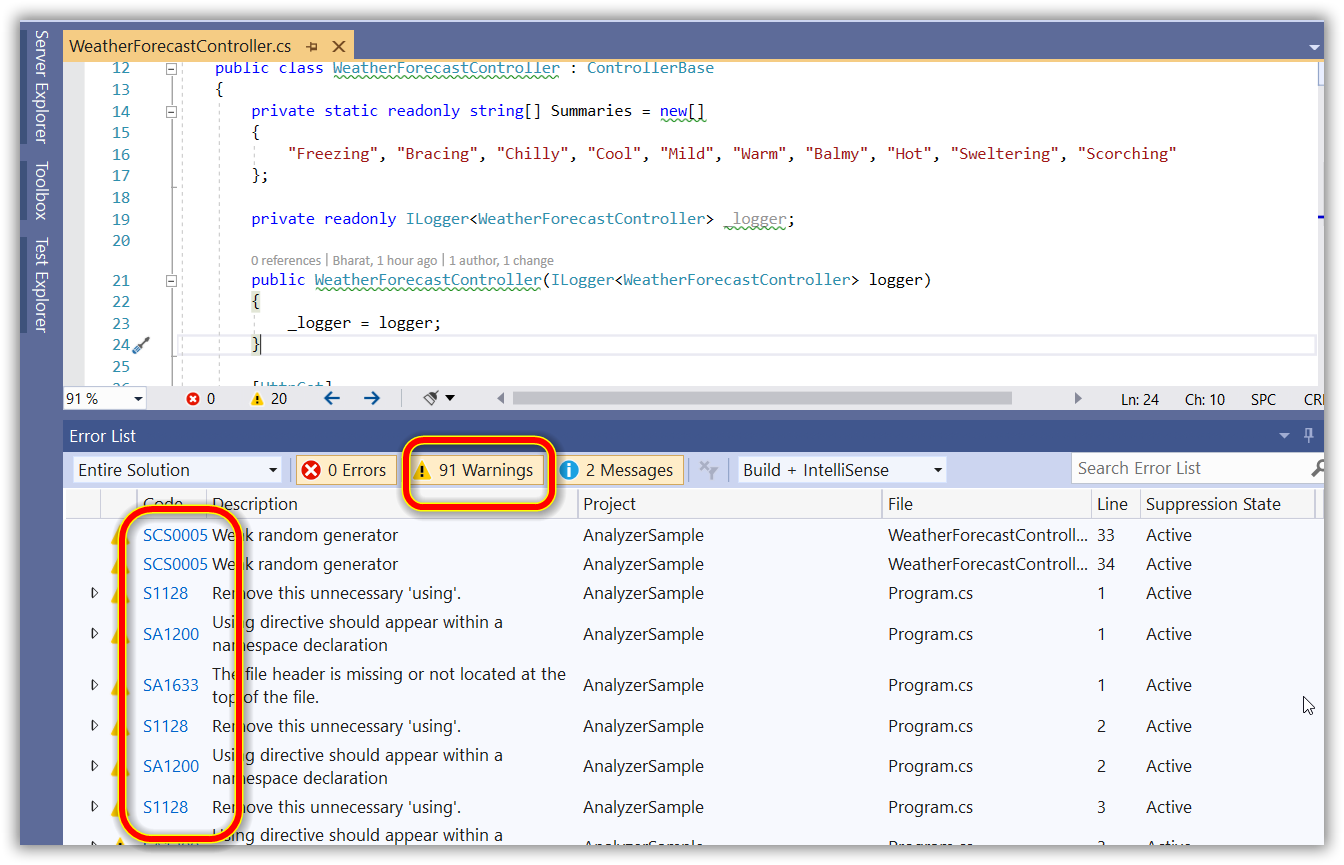 WeatherForecastController.cs
Server Explorer
Toolbox
Test Explorer
12 public class WeatherForecastController : ControllerBase
13 {
14 private static readonly string[] Summaries = new[]
15 {
16 "Freezing", "Bracing", "Chilly", "Cool", "Mild", "Warm", "Balmy", "Hot", "Sweltering", "Scorching"
17 };
18
19 private readonly ILogger<WeatherForecastController> _logger;
20
0 references | Bharat, 1 hour ago | 1 author, 1 change
21 public WeatherForecastController(ILogger<WeatherForecastController> logger)
22 {
23 _logger = logger;
24 }
25
91 % 0 20 Ln: 24 Ch: 10 SPC
Error List
Entire Solution 0 Errors 91 Warnings 2 Messages Build + IntelliSense Search Error List
Code Description Project File Line Suppression State
SCS0005 Weak random generator AnalyzerSample WeatherForecastControll... 33 Active
SCS0005 Weak random generator AnalyzerSample WeatherForecastControll... 34 Active
S1128 Remove this unnecessary 'using'. AnalyzerSample Program.cs 1 Active
SA1200 Using directive should appear within a
namespace declaration AnalyzerSample Program.cs 1 Active
SA1633 The file header is missing or not located at the
top of the file. AnalyzerSample Program.cs 1 Active
S1128 Remove this unnecessary 'using'. AnalyzerSample Program.cs 2 Active
SA1200 Using directive should appear within a
namespace declaration AnalyzerSample Program.cs 2 Active
S1128 Remove this unnecessary 'using'. AnalyzerSample Program.cs 3 Active
Using directive should appear within a